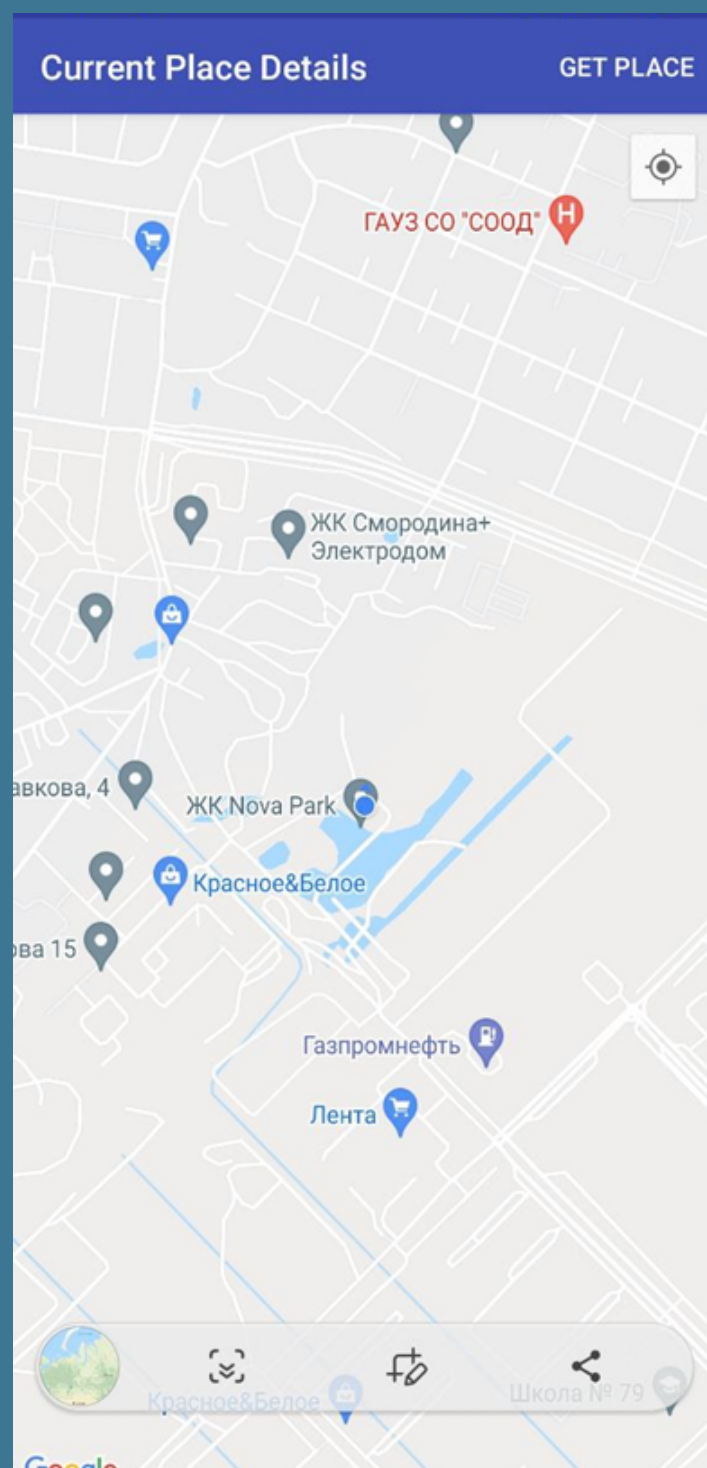 Current Place Details
GET PLACE
ГАУЗ СО "СООД"
ЖК Смородина+
Электродом
авкова, 4
ЖК Nova Park
Красное&Белое
ова 15
Газпромнефть
Лента
Красное&Белое
Школа № 79
Google